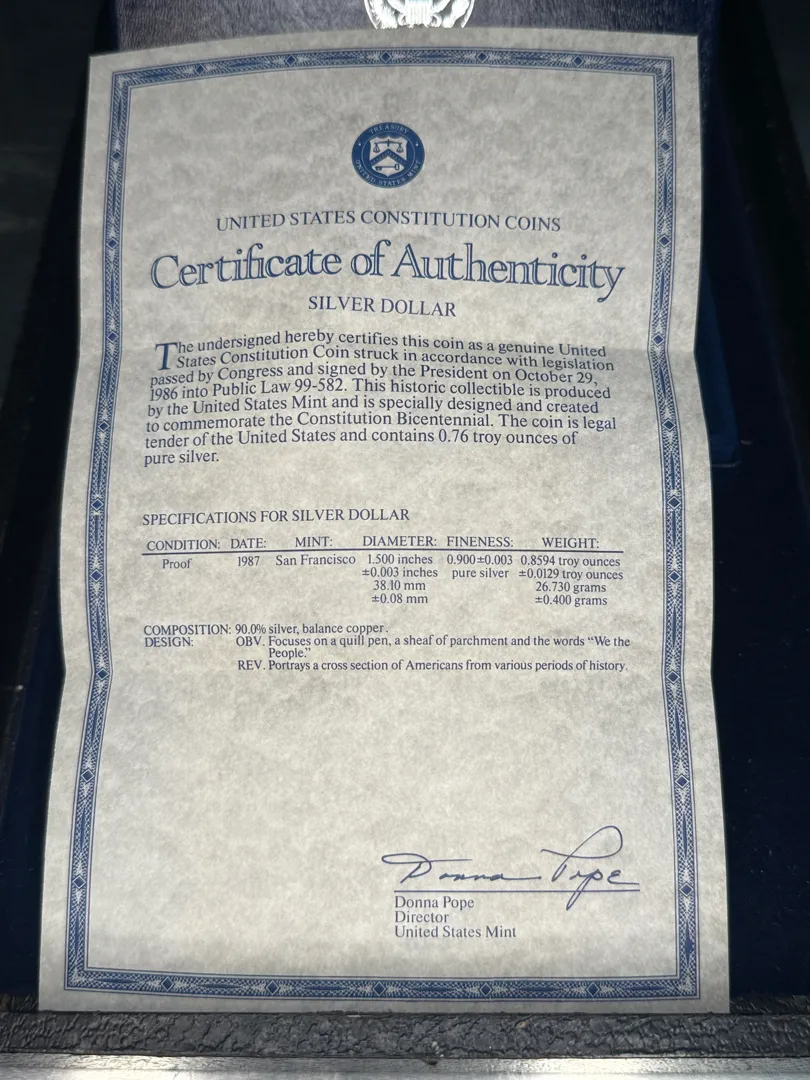 TREASURY
UNITED STATES MINT
UNITED STATES CONSTITUTION COINS
Certificate of Authenticity
SILVER DOLLAR
The undersigned hereby certifies this coin as a genuine United
States Constitution Coin struck in accordance with legislation
passed by Congress and signed by the President on October 29,
1986 into Public Law 99-582. This historic collectible is produced
by the United States Mint and is specially designed and created
to commemorate the Constitution Bicentennial. The coin is legal
tender of the United States and contains 0.76 troy ounces of
pure silver.
SPECIFICATIONS FOR SILVER DOLLAR
CONDITION: DATE: MINT: DIAMETER: FINENESS: WEIGHT:
Proof 1987 San Francisco 1.500 inches 0.900±0.003 0.8594 troy ounces
±0.003 inches pure silver ±0.0129 troy ounces
38.10 mm 26.730 grams
±0.08 mm ±0.400 grams
COMPOSITION: 90.0% silver, balance copper.
DESIGN: OBV. Focuses on a quill pen, a sheaf of parchment and the words “We the
People.”
REV. Portrays a cross section of Americans from various periods of history.
Donna Pope
Donna Pope
Director
United States Mint